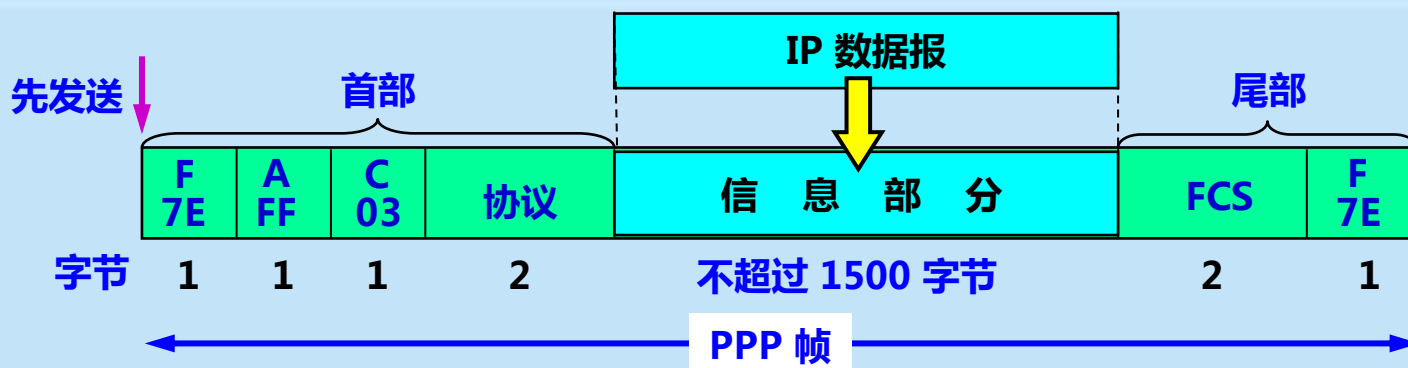 IP 数据报
先发送
首部
尾部
F
7E
A
FF
C
03
协议
信 息 部 分
FCS
F
7E
字节 1 1 1 2 不超过 1500 字节 2 1
PPP 帧